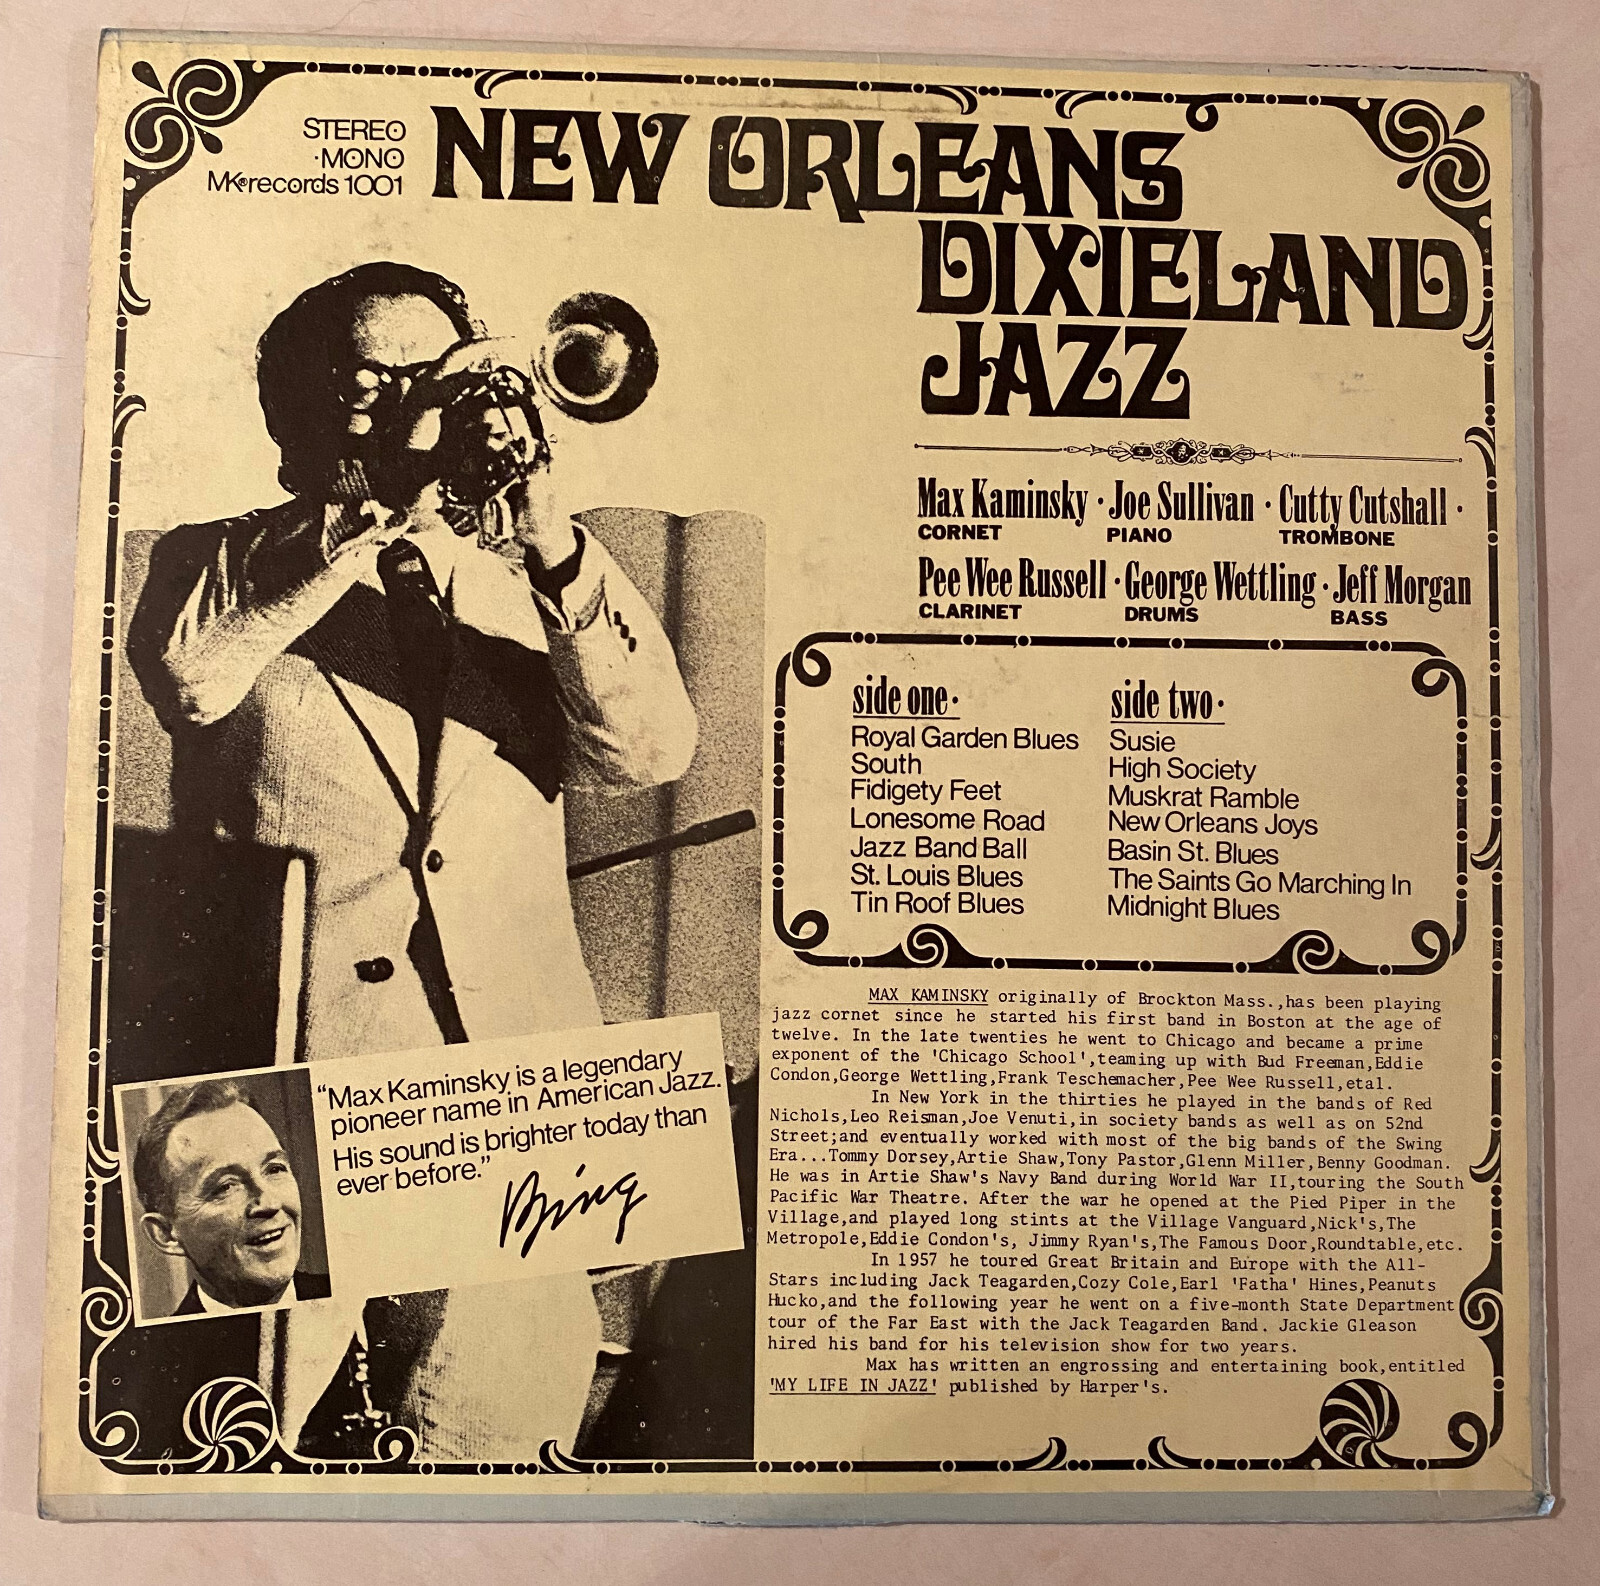 STEREO
·MONO
MK® records 1001
NEW ORLEANS
DIXIELAND
JAZZ
Max Kaminsky · Joe Sullivan · Cutty Cutshall ·
CORNET PIANO TROMBONE
Pee Wee Russell · George Wettling · Jeff Morgan
CLARINET DRUMS BASS
side one·
Royal Garden Blues
South
Fidigety Feet
Lonesome Road
Jazz Band Ball
St. Louis Blues
Tin Roof Blues
side two·
Susie
High Society
Muskrat Ramble
New Orleans Joys
Basin St. Blues
The Saints Go Marching In
Midnight Blues
MAX KAMINSKY originally of Brockton Mass.,has been playing
jazz cornet since he started his first band in Boston at the age of
twelve. In the late twenties he went to Chicago and became a prime
exponent of the 'Chicago School',teaming up with Bud Freeman,Eddie
Condon,George Wettling,Frank Teschemacher,Pee Wee Russell,etal.
In New York in the thirties he played in the bands of Red
Nichols,Leo Reisman,Joe Venuti,in society bands as well as on 52nd
Street;and eventually worked with most of the big bands of the Swing
Era...Tommy Dorsey,Artie Shaw,Tony Pastor,Glenn Miller,Benny Goodman.
He was in Artie Shaw's Navy Band during World War II,touring the South
Pacific War Theatre. After the war he opened at the Pied Piper in the
Village,and played long stints at the Village Vanguard,Nick's,The
Metropole,Eddie Condon's, Jimmy Ryan's,The Famous Door,Roundtable,etc.
In 1957 he toured Great Britain and Europe with the All-
Stars including Jack Teagarden,Cozy Cole,Earl 'Fatha' Hines,Peanuts
Hucko,and the following year he went on a five-month State Department
tour of the Far East with the Jack Teagarden Band. Jackie Gleason
hired his band for his television show for two years.
Max has written an engrossing and entertaining book,entitled
'MY LIFE IN JAZZ' published by Harper's.
“Max Kaminsky is a legendary
pioneer name in American Jazz.
His sound is brighter today than
ever before.”
Bing